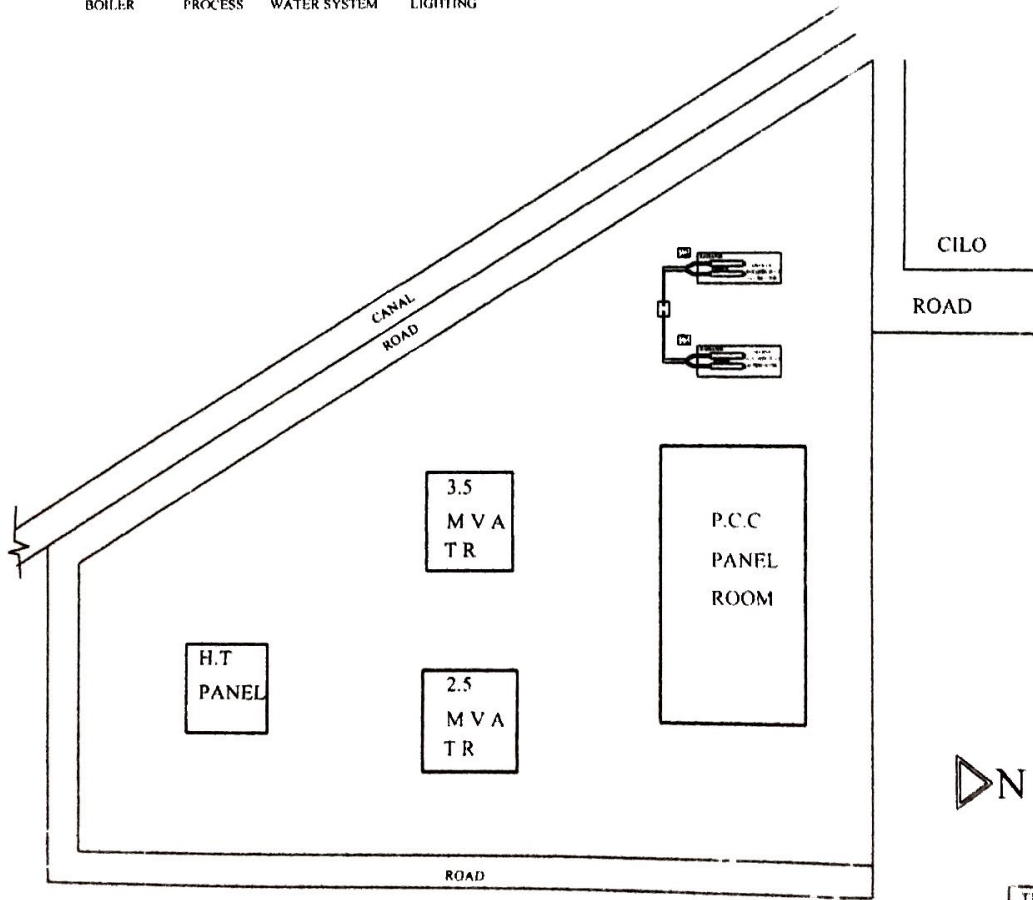 BOILER PROCESS WATER SYSTEM LIGHTING
CILO
ROAD
CANAL
ROAD
3.5
M V A
T R
P.C.C
PANEL
ROOM
H.T
PANEL
2.5
M V A
T R
N
ROAD